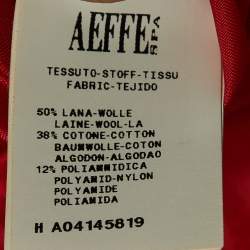 AEFFE SPA
TESSUTO-STOFF-TISSU
FABRIC-TEJIDO
50% LANA-WOLLE
LAINE-WOOL-LA
38% COTONE-COTTON
BAUMWOLLE-COTON
ALGODON-ALGODAO
12% POLIAMMIDICA
POLYAMID-NYLON
POLYAMIDE
POLIAMIDA
H A04145819